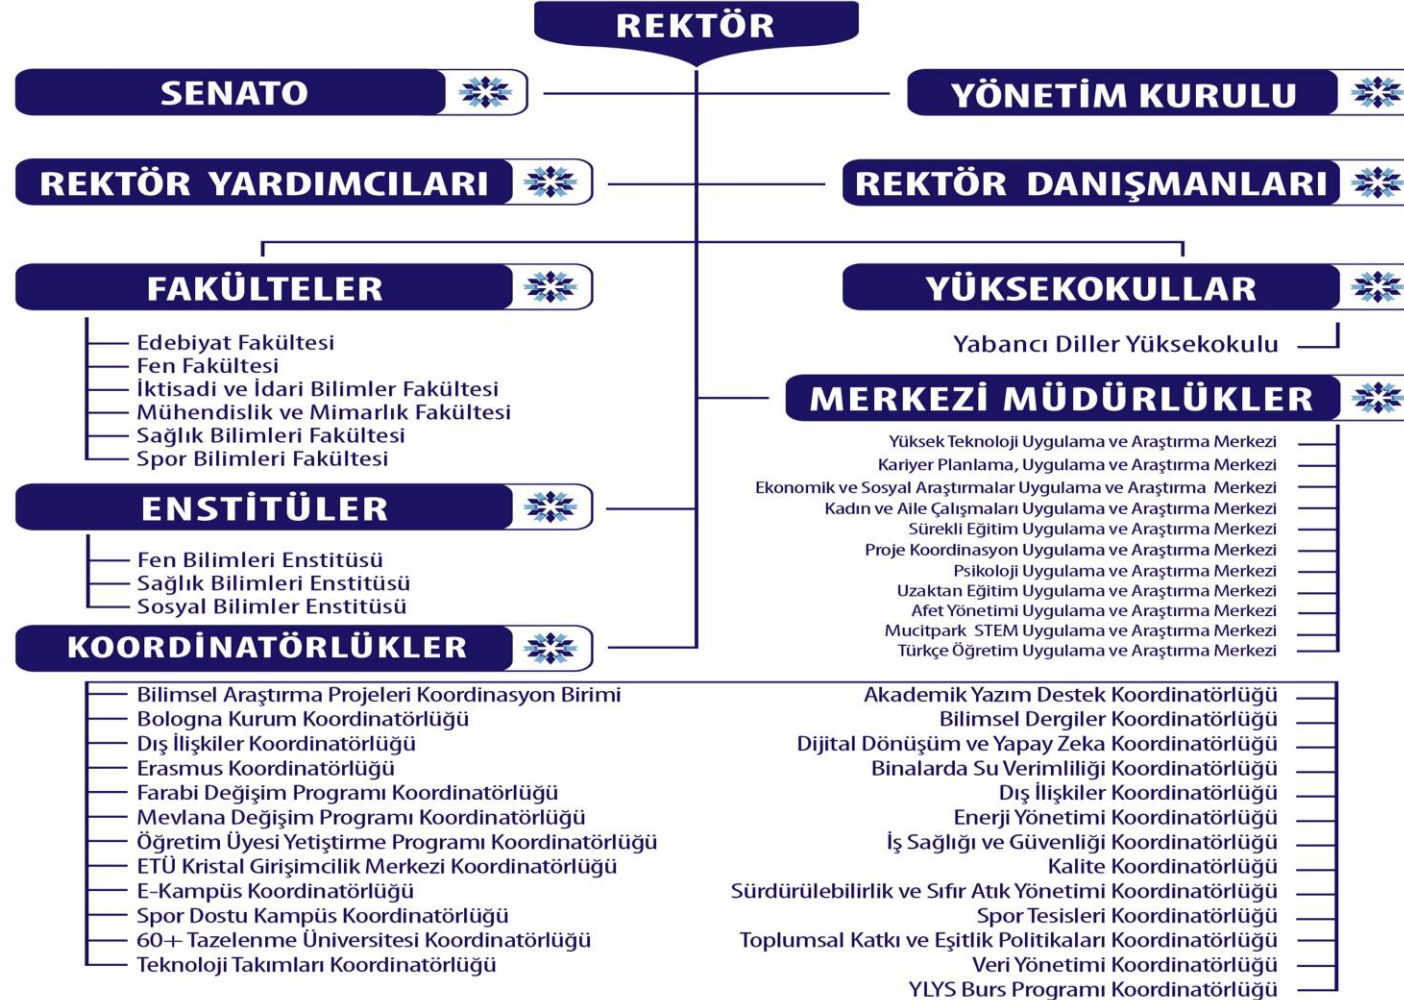 REKTÖR
SENATO
YÖNETİM KURULU
REKTÖR YARDIMCILARI
REKTÖR DANIŞMANLARI
FAKÜLTELER
Edebiyat Fakültesi
Fen Fakültesi
İktisadi ve İdari Bilimler Fakültesi
Mühendislik ve Mimarlık Fakültesi
Sağlık Bilimleri Fakültesi
Spor Bilimleri Fakültesi
YÜKSEKOKULLAR
Yabancı Diller Yüksekokulu
MERKEZİ MÜDÜRLÜKLER
Yüksek Teknoloji Uygulama ve Araştırma Merkezi
Kariyer Planlama, Uygulama ve Araştırma Merkezi
Ekonomik ve Sosyal Araştırmalar Uygulama ve Araştırma Merkezi
Kadın ve Aile Çalışmaları Uygulama ve Araştırma Merkezi
Sürekli Eğitim Uygulama ve Araştırma Merkezi
Proje Koordinasyon Uygulama ve Araştırma Merkezi
Psikoloji Uygulama ve Araştırma Merkezi
Uzaktan Eğitim Uygulama ve Araştırma Merkezi
Afet Yönetimi Uygulama ve Araştırma Merkezi
Mucitpark STEM Uygulama ve Araştırma Merkezi
Türkçe Öğretim Uygulama ve Araştırma Merkezi
ENSTİTÜLER
Fen Bilimleri Enstitüsü
Sağlık Bilimleri Enstitüsü
Sosyal Bilimler Enstitüsü
KOORDİNATÖRLÜKLER
Bilimsel Araştırma Projeleri Koordinasyon Birimi
Bologna Kurum Koordinatörlüğü
Dış İlişkiler Koordinatörlüğü
Erasmus Koordinatörlüğü
Farabi Değişim Programı Koordinatörlüğü
Mevlana Değişim Programı Koordinatörlüğü
Öğretim Üyesi Yetiştirme Programı Koordinatörlüğü
ETÜ Kristal Girişimcilik Merkezi Koordinatörlüğü
E-Kampüs Koordinatörlüğü
Spor Dostu Kampüs Koordinatörlüğü
60+ Tazelenme Üniversitesi Koordinatörlüğü
Teknoloji Takımları Koordinatörlüğü
Akademik Yazım Destek Koordinatörlüğü
Bilimsel Dergiler Koordinatörlüğü
Dijital Dönüşüm ve Yapay Zeka Koordinatörlüğü
Binalarda Su Verimliliği Koordinatörlüğü
Dış İlişkiler Koordinatörlüğü
Enerji Yönetimi Koordinatörlüğü
İş Sağlığı ve Güvenliği Koordinatörlüğü
Kalite Koordinatörlüğü
Sürdürülebilirlik ve Sıfır Atık Yönetimi Koordinatörlüğü
Spor Tesisleri Koordinatörlüğü
Toplumsal Katkı ve Eşitlik Politikaları Koordinatörlüğü
Veri Yönetimi Koordinatörlüğü
YLYS Burs Programı Koordinatörlüğü